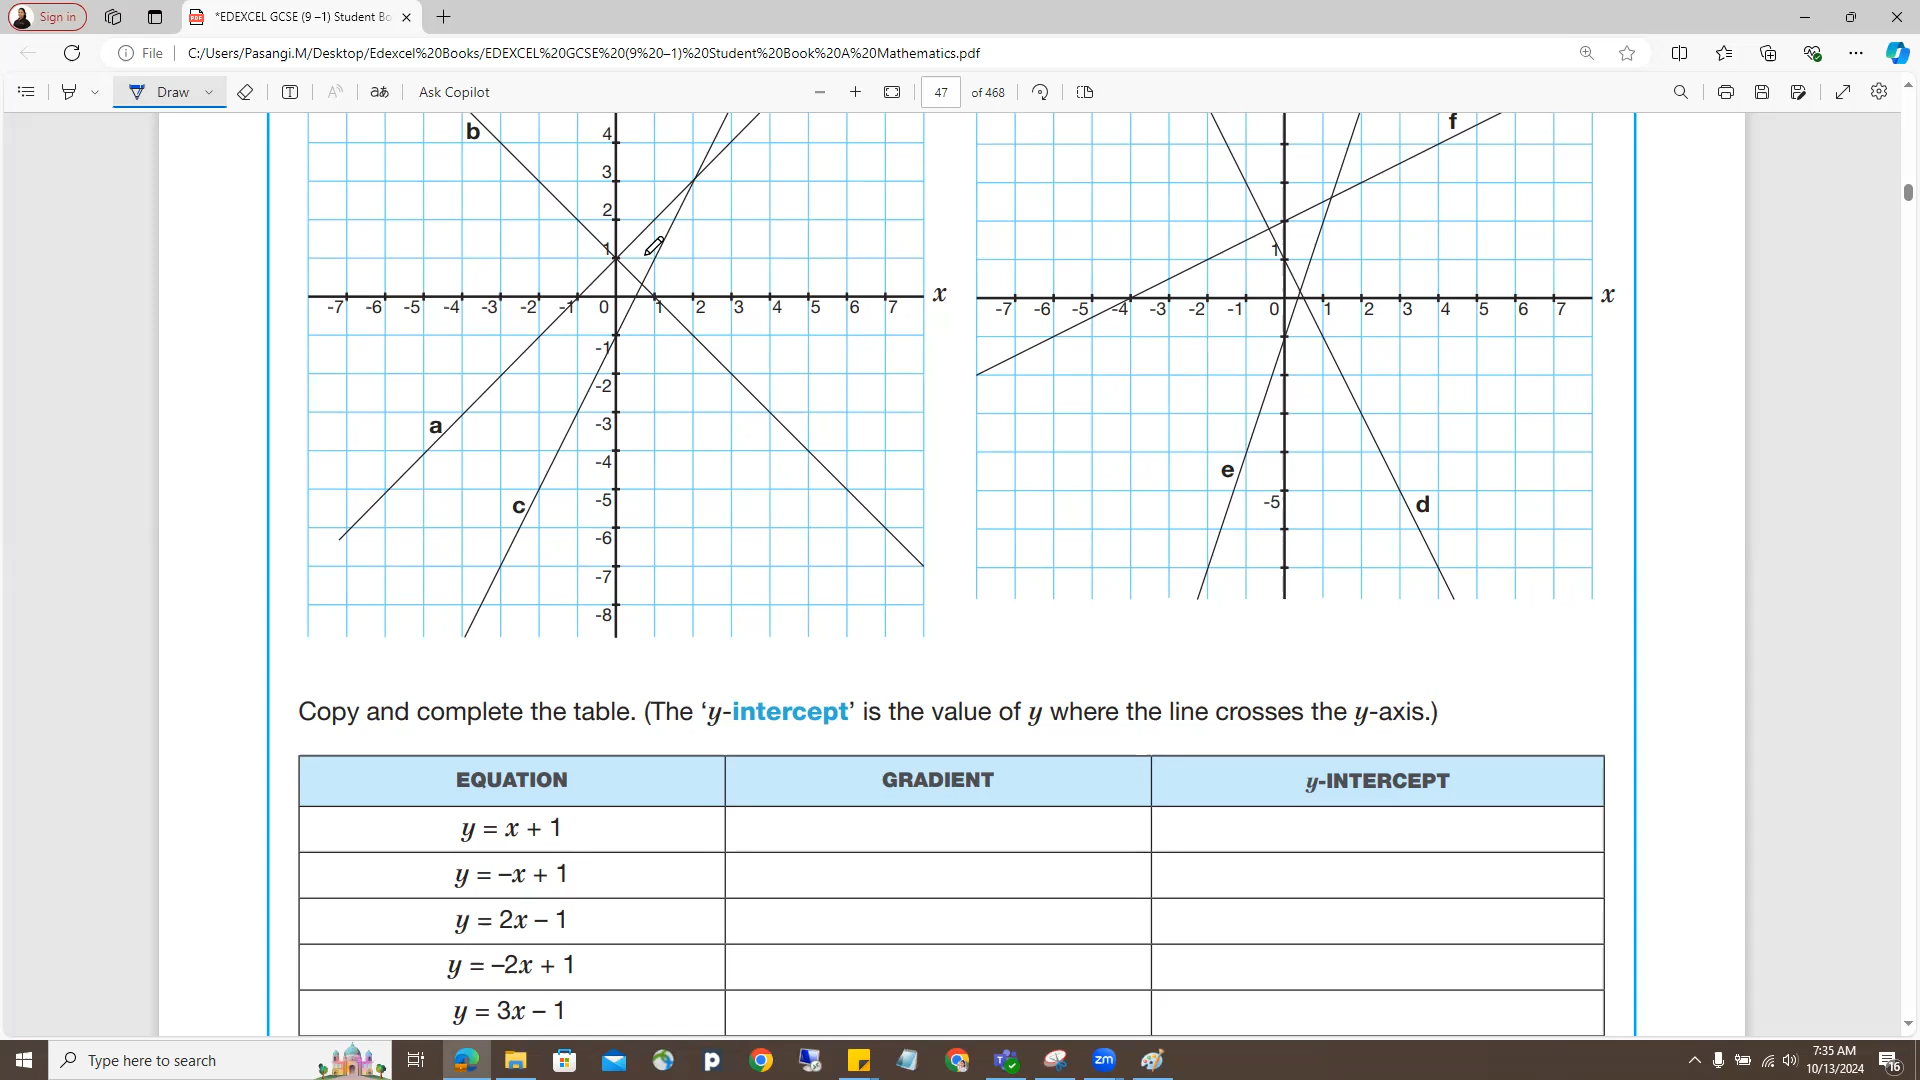 Sign in
*EDEXCEL GCSE (9 –1) Student Bo
File
C:/Users/Pasangi.M/Desktop/Edexcel%20Books/EDEXCEL%20GCSE%20(9%20–1)%20Student%20Book%20A%20Mathematics.pdf
Draw
aあ
Ask Copilot
47
of 468
b
4
3
2
1
-7 -6 -5 -4 -3 -2 -1 0 1 2 3 4 5 6 7
x
-1
-2
-3
a
-4
c
-5
-6
-7
-8
f
1
-7 -6 -5 -4 -3 -2 -1 0 1 2 3 4 5 6 7
x
e
-5
d
Copy and complete the table. (The ‘y-intercept’ is the value of y where the line crosses the y-axis.)
EQUATION GRADIENT y-INTERCEPT
y = x + 1
y = –x + 1
y = 2x – 1
y = –2x + 1
y = 3x – 1
Type here to search
zm
7:35 AM
10/13/2024
16